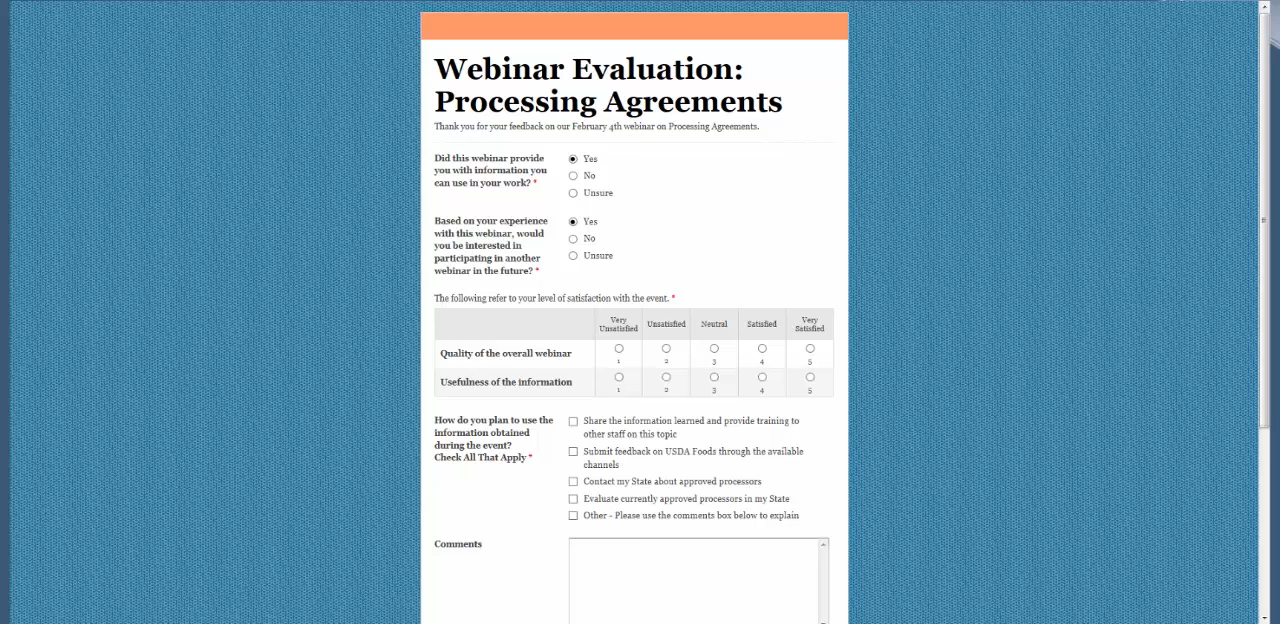 Webinar Evaluation:
Processing Agreements
Thank you for your feedback on our February 4th webinar on Processing Agreements.
Did this webinar provide
you with information you
can use in your work? *
Yes
No
Unsure
Based on your experience
with this webinar, would
you be interested in
participating in another
webinar in the future? *
Yes
No
Unsure
The following refer to your level of satisfaction with the event. *
Very Unsatisfied Unsatisfied Neutral Satisfied Very Satisfied
Quality of the overall webinar 1 2 3 4 5
Usefulness of the information 1 2 3 4 5
How do you plan to use the
information obtained
during the event?
Check All That Apply *
Share the information learned and provide training to
other staff on this topic
Submit feedback on USDA Foods through the available
channels
Contact my State about approved processors
Evaluate currently approved processors in my State
Other - Please use the comments box below to explain
Comments